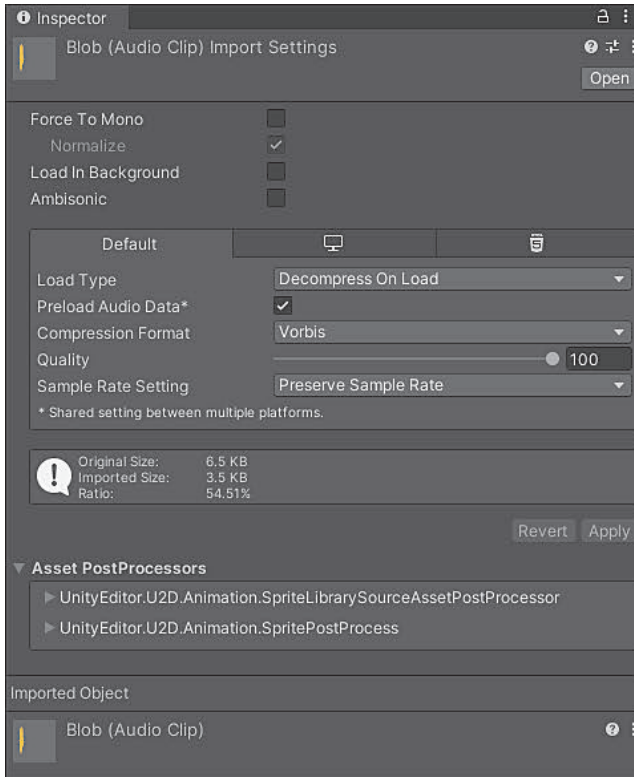 Inspector
Blob (Audio Clip) Import Settings
Open
Force To Mono
Normalize
Load In Background
Ambisonic
Default
Load Type Decompress On Load
Preload Audio Data*
Compression Format Vorbis
Quality 100
Sample Rate Setting Preserve Sample Rate
* Shared setting between multiple platforms.
Original Size: 6.5 KB
Imported Size: 3.5 KB
Ratio: 54.51%
Revert Apply
Asset PostProcessors
UnityEditor.U2D.Animation.SpriteLibrarySourceAssetPostProcessor
UnityEditor.U2D.Animation.SpritePostProcess
Imported Object
Blob (Audio Clip)